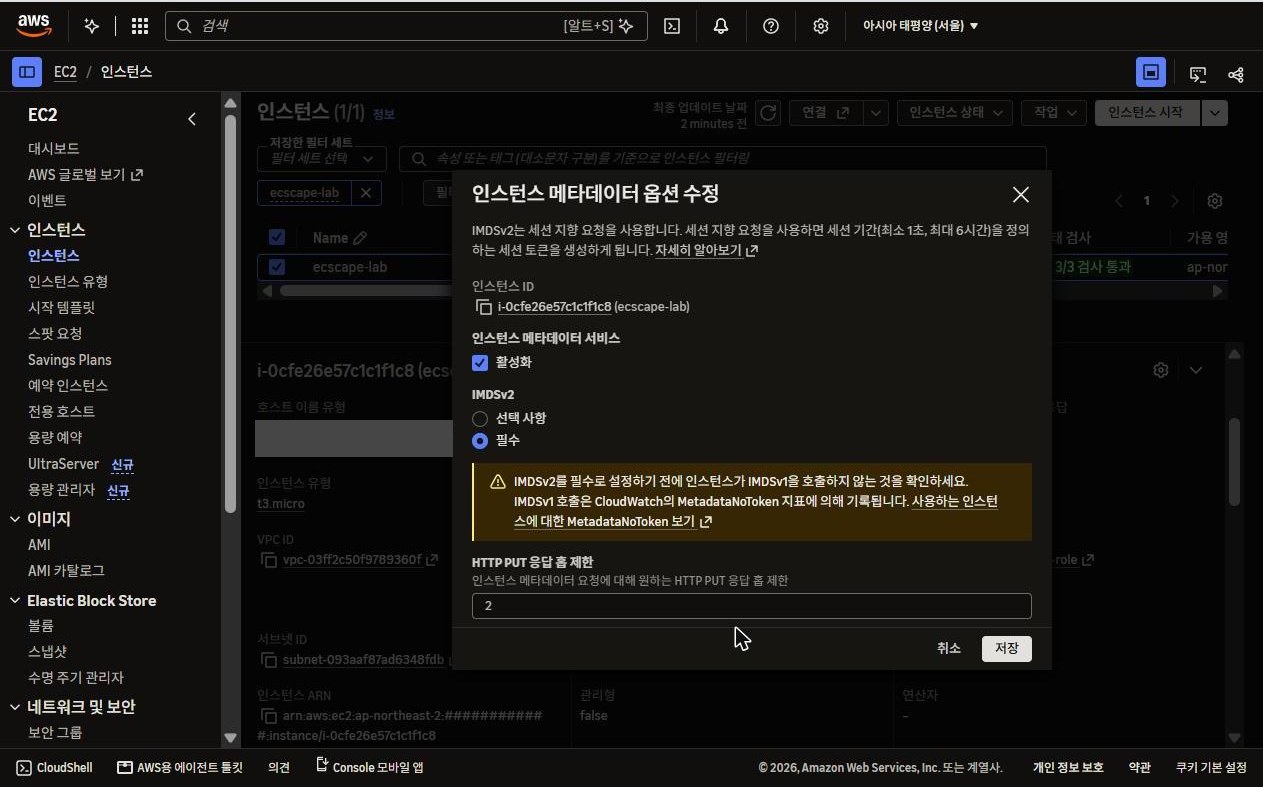 aws
검색
[알트+S]
아시아 태평양 (서울)
EC2 / 인스턴스
EC2
대시보드
AWS 글로벌 보기
이벤트
인스턴스
인스턴스
인스턴스 유형
시작 템플릿
스팟 요청
Savings Plans
예약 인스턴스
전용 호스트
용량 예약
UltraServer 신규
용량 관리자 신규
이미지
AMI
AMI 카탈로그
Elastic Block Store
볼륨
스냅샷
수명 주기 관리자
네트워크 및 보안
보안 그룹
인스턴스 (1/1) 정보
최종 업데이트 날짜
2 minutes 전
연결
인스턴스 상태
작업
인스턴스 시작
저장한 필터 세트
필터 세트 선택
속성 또는 태그(대소문자 구분)를 기준으로 인스턴스 필터링
ecscape-lab
1
Name
태 검사
가용 영
ecscape-lab
3/3 검사 통과
ap-nor
i-0cfe26e57c1c1f1c8 (ecs
호스트 이름 유형
인스턴스 유형
t3.micro
VPC ID
vpc-03ff2c50f9789360f
-role
서브넷 ID
subnet-093aaf87ad6348fdb
인스턴스 ARN
arn:aws:ec2:ap-northeast-2:###########
#:instance/i-0cfe26e57c1c1f1c8
관리형
false
연산자
–
인스턴스 메타데이터 옵션 수정
IMDSv2는 세션 지향 요청을 사용합니다. 세션 지향 요청을 사용하면 세션 기간(최소 1초, 최대 6시간)을 정의
하는 세션 토큰을 생성하게 됩니다. 자세히 알아보기
인스턴스 ID
i-0cfe26e57c1c1f1c8 (ecscape-lab)
인스턴스 메타데이터 서비스
활성화
IMDSv2
선택 사항
필수
IMDSv2를 필수로 설정하기 전에 인스턴스가 IMDSv1을 호출하지 않는 것을 확인하세요.
IMDSv1 호출은 CloudWatch의 MetadataNoToken 지표에 의해 기록됩니다. 사용하는 인스턴
스에 대한 MetadataNoToken 보기
HTTP PUT 응답 홉 제한
인스턴스 메타데이터 요청에 대해 원하는 HTTP PUT 응답 홉 제한
2
취소
저장
CloudShell
AWS용 에이전트 툴킷
의견
Console 모바일 앱
© 2026, Amazon Web Services, Inc. 또는 계열사.
개인 정보 보호
약관
쿠키 기본 설정